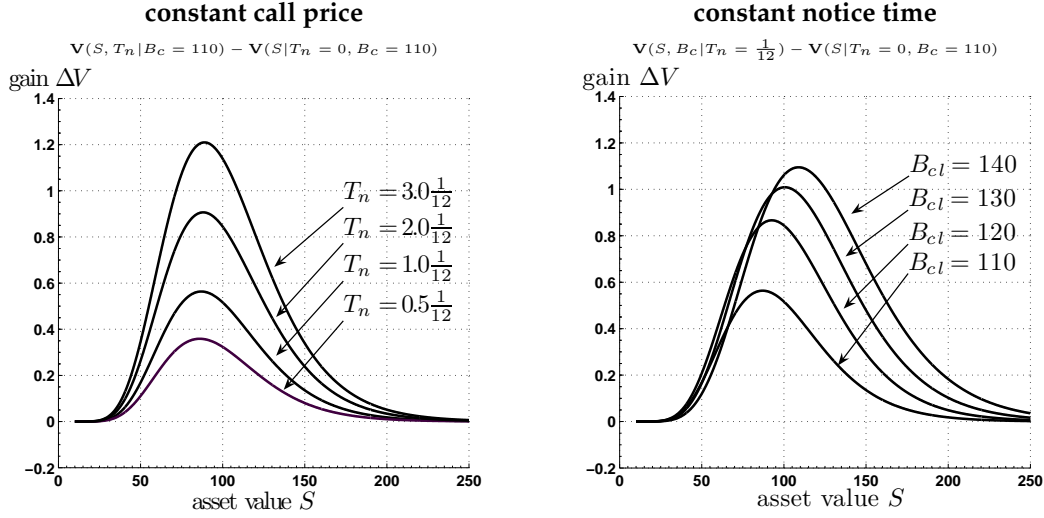 constant call price
V(S, T_n|B_c = 110) − V(S|T_n = 0, B_c = 110)
gain ΔV
1.4
1.2
1
0.8
0.6
0.4
0.2
0
−0.2
T_n = 3.0 1/12
T_n = 2.0 1/12
T_n = 1.0 1/12
T_n = 0.5 1/12
0 50 100 150 200 250
asset value S
constant notice time
V(S, B_c|T_n = 1/12) − V(S|T_n = 0, B_c = 110)
gain ΔV
1.4
1.2
1
0.8
0.6
0.4
0.2
0
−0.2
B_cl = 140
B_cl = 130
B_cl = 120
B_cl = 110
0 50 100 150 200 250
asset value S